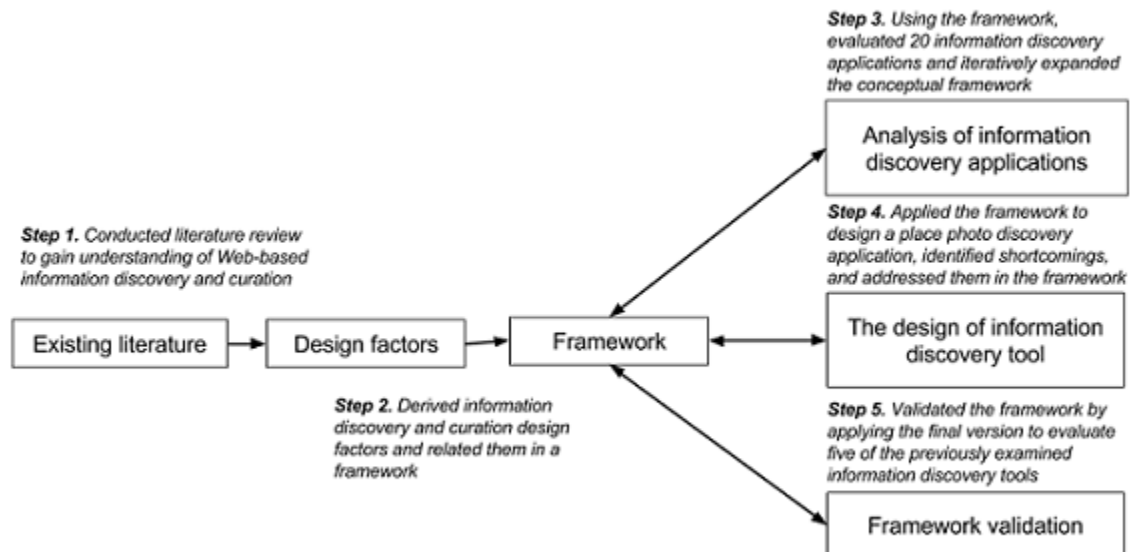 Step 3. Using the framework,
evaluated 20 information discovery
applications and iteratively expanded
the conceptual framework
Analysis of information
discovery applications
Step 1. Conducted literature review
to gain understanding of Web-based
information discovery and curation
Step 4. Applied the framework to
design a place photo discovery
application, identified shortcomings,
and addressed them in the framework
Existing literature
Design factors
Framework
The design of information
discovery tool
Step 2. Derived information
discovery and curation design
factors and related them in a
framework
Step 5. Validated the framework by
applying the final version to evaluate
five of the previously examined
information discovery tools
Framework validation